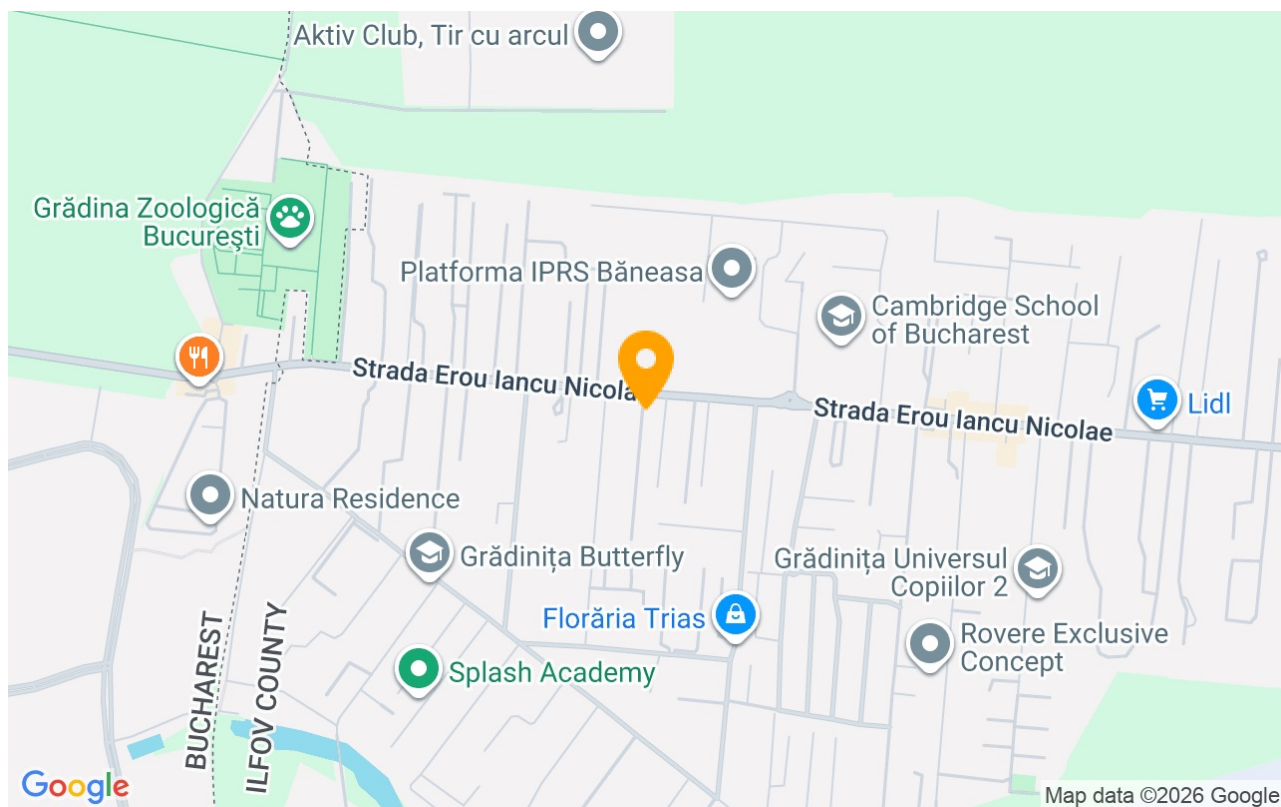 Aktiv Club, Tir cu arcul
Grădina Zoologică
București
Platforma IPRS Băneasa
Cambridge School
of Bucharest
Strada Erou Iancu Nicolae
Strada Erou Iancu Nicolae
Lidl
Natura Residence
Grădinița Butterfly
Grădinița Universul
Copiilor 2
Florăria Trias
Rovere Exclusive
Concept
Splash Academy
BUCHAREST
ILFOV COUNTY
Google
Map data ©2026 Google